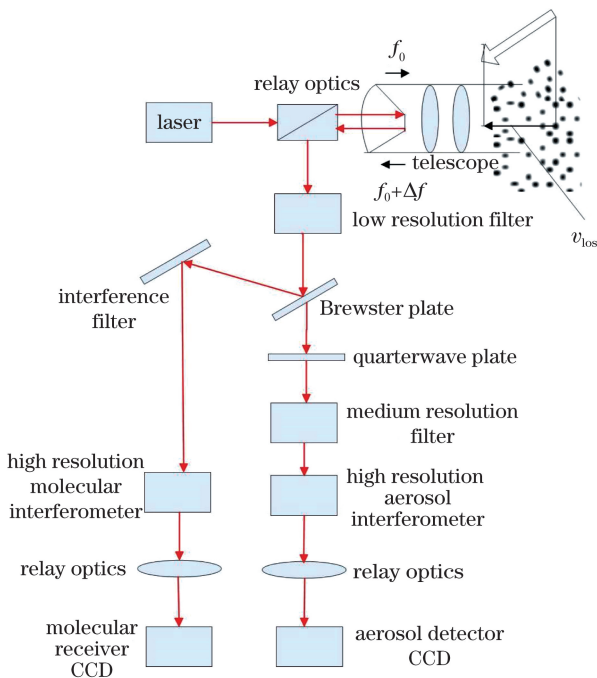 f₀
relay optics
laser
telescope
f₀+Δf
low resolution filter
v_los
interference
filter
Brewster plate
quarterwave plate
medium resolution
filter
high resolution
molecular
interferometer
high resolution
aerosol
interferometer
relay optics
relay optics
molecular
receiver
CCD
aerosol detector
CCD